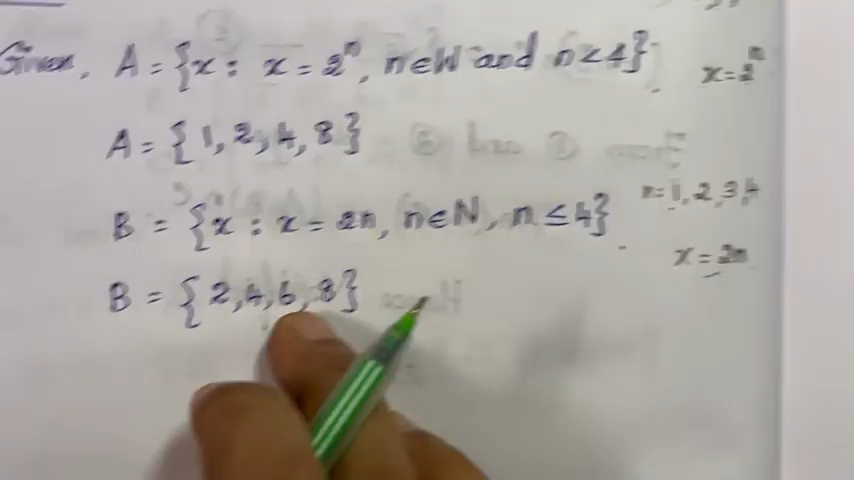 Given, A = {x : x = 2ⁿ, n∈W and n < 4}
x = 2ⁿ
A = {1, 2, 4, 8}
B = {x : x = 2n, n∈N, n ≤ 4}
n = 1, 2, 3, 4
x = 2n
B = {2, 4, 6, 8}